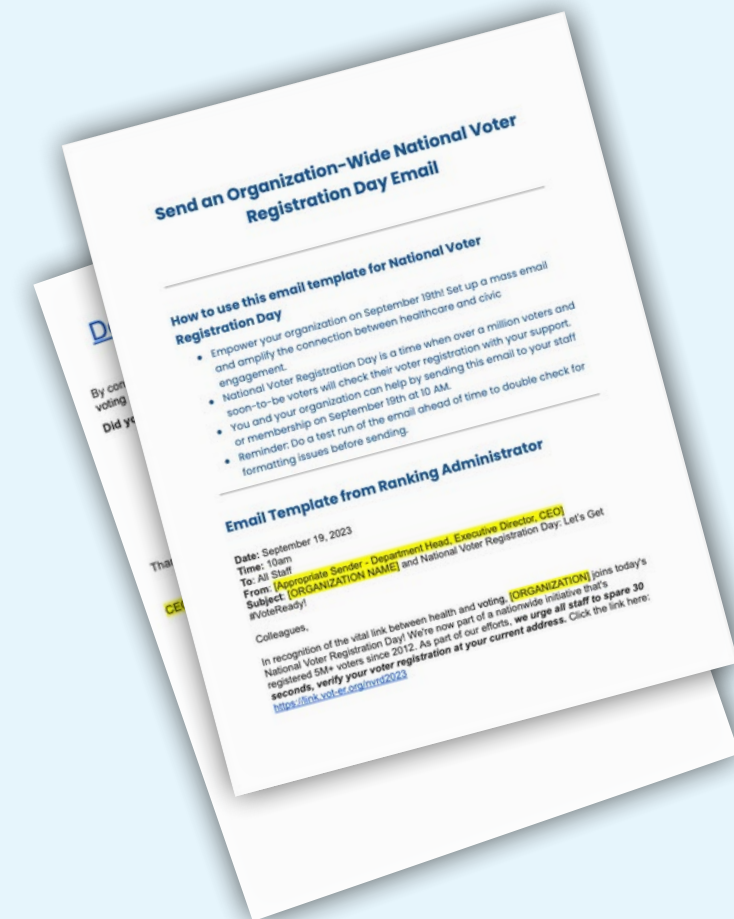 Send an Organization-Wide National Voter
Registration Day Email
How to use this email template for National Voter
Registration Day
• Empower your organization on September 19th! Set up a mass email
and amplify the connection between healthcare and civic
engagement.
• National Voter Registration Day is a time when over a million voters and
soon-to-be voters will check their voter registration with your support.
• You and your organization can help by sending this email to your staff
or membership on September 19th at 10 AM.
• Reminder: Do a test run of the email ahead of time to double check for
formatting issues before sending.
Email Template from Ranking Administrator
Date: September 19, 2023
Time: 10am
To: All Staff
From: [Appropriate Sender - Department Head, Executive Director, CEO]
Subject: [ORGANIZATION NAME] and National Voter Registration Day: Let's Get
#VoteReady!
Colleagues,
In recognition of the vital link between health and voting, [ORGANIZATION] joins today's
National Voter Registration Day! We're now part of a nationwide initiative that's
registered 5M+ voters since 2012. As part of our efforts, we urge all staff to spare 30
seconds, verify your voter registration at your current address. Click the link here:
https://link.vot-er.org/nvrd2023
By
voting
Did